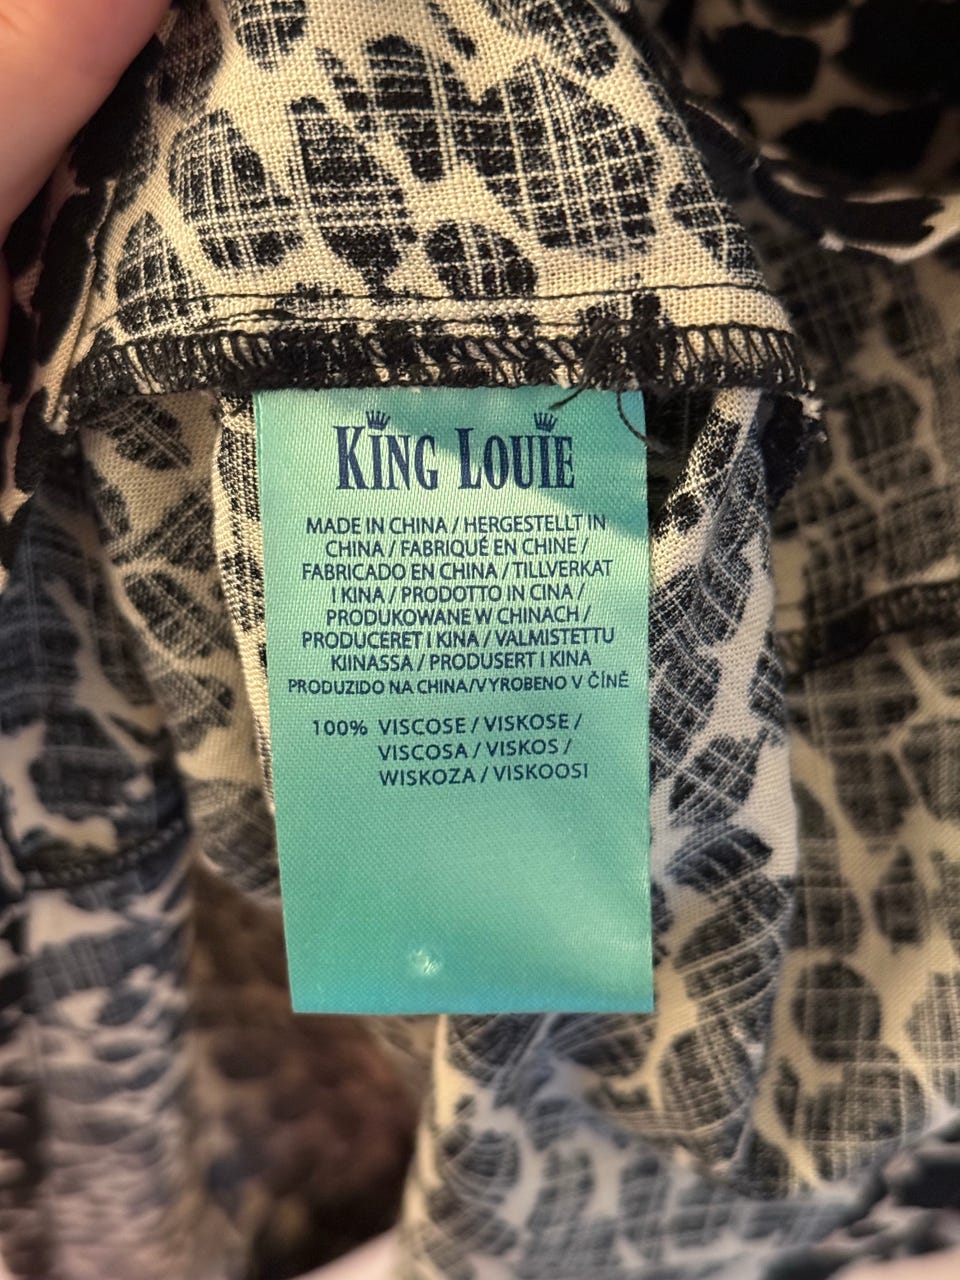 KING LOUIE
MADE IN CHINA / HERGESTELLT IN
CHINA / FABRIQUÉ EN CHINE /
FABRICADO EN CHINA / TILLVERKAT
I KINA / PRODOTTO IN CINA /
PRODUKOWANE W CHINACH /
PRODUCERET I KINA / VALMISTETTU
KIINASSA / PRODUSERT I KINA
PRODUZIDO NA CHINA/VYROBENO V ČÍNĚ
100% VISCOSE / VISKOSE /
VISCOSA / VISKOS /
WISKOZA / VISKOOSI